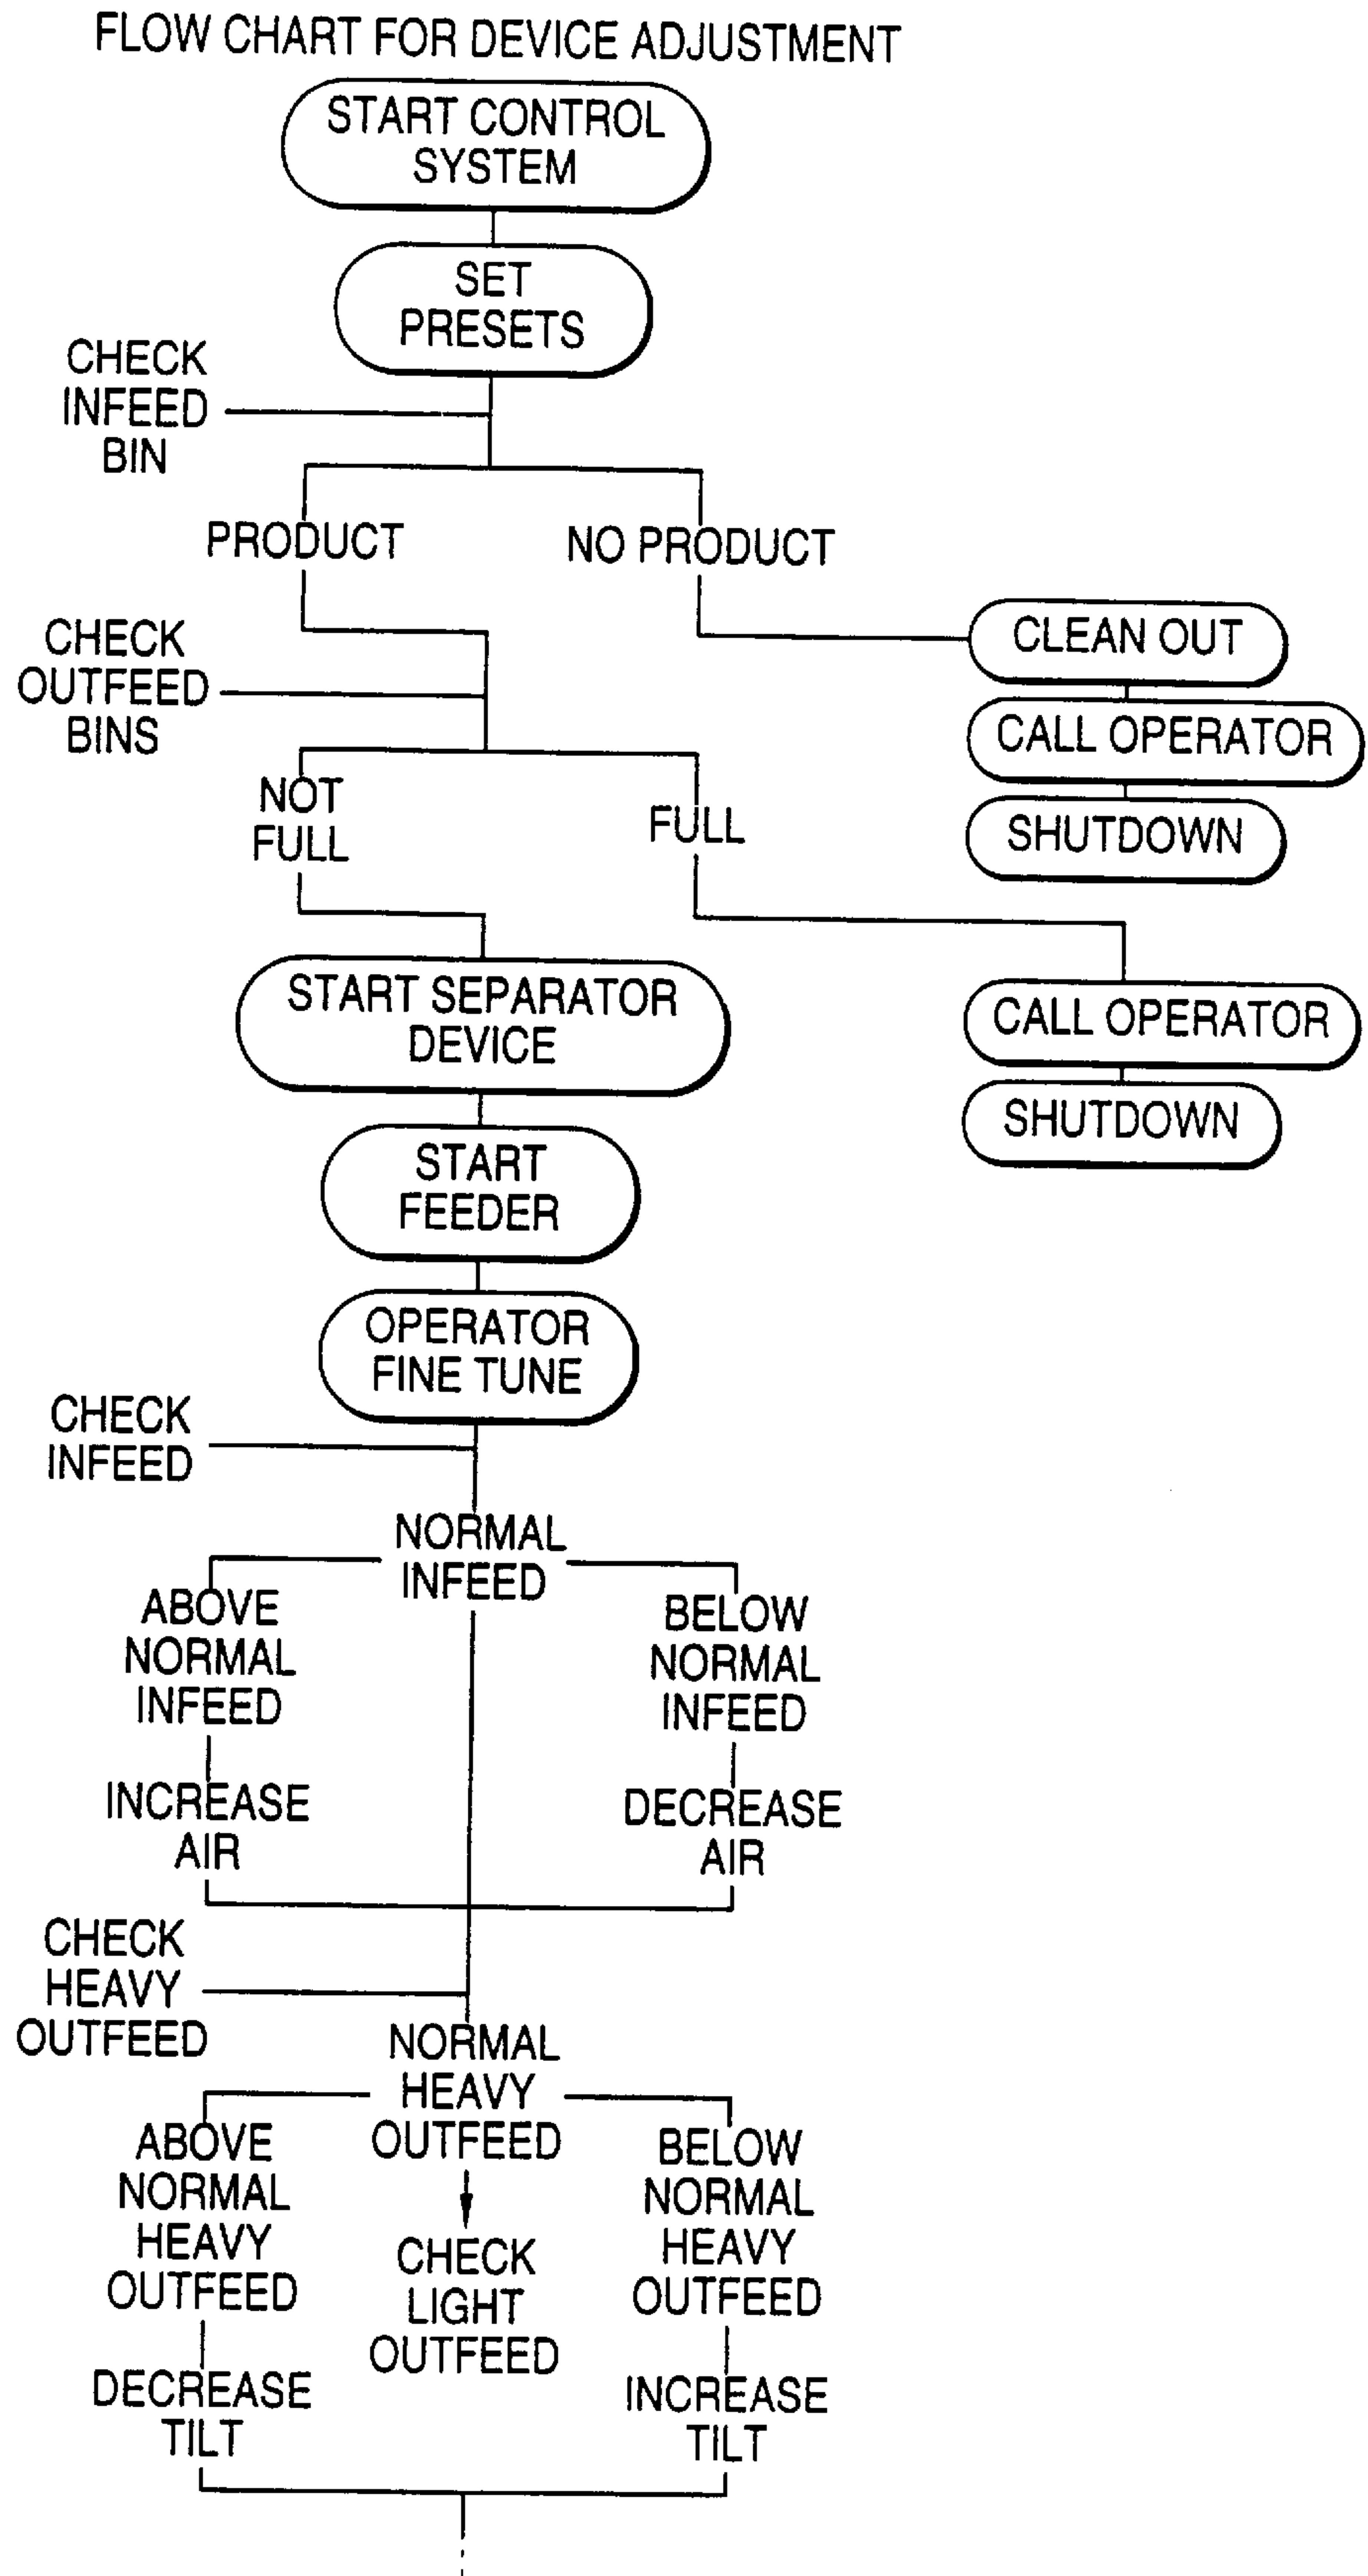 FLOW CHART FOR DEVICE ADJUSTMENT
START CONTROL
SYSTEM
SET
PRESETS
CHECK
INFEED
BIN
PRODUCT
NO PRODUCT
CLEAN OUT
CALL OPERATOR
SHUTDOWN
CHECK
OUTFEED
BINS
NOT
FULL
FULL
CALL OPERATOR
SHUTDOWN
START SEPARATOR
DEVICE
START
FEEDER
OPERATOR
FINE TUNE
CHECK
INFEED
NORMAL
INFEED
ABOVE
NORMAL
INFEED
INCREASE
AIR
BELOW
NORMAL
INFEED
DECREASE
AIR
CHECK
HEAVY
OUTFEED
NORMAL
HEAVY
OUTFEED
ABOVE
NORMAL
HEAVY
OUTFEED
DECREASE
TILT
CHECK
LIGHT
OUTFEED
BELOW
NORMAL
HEAVY
OUTFEED
INCREASE
TILT